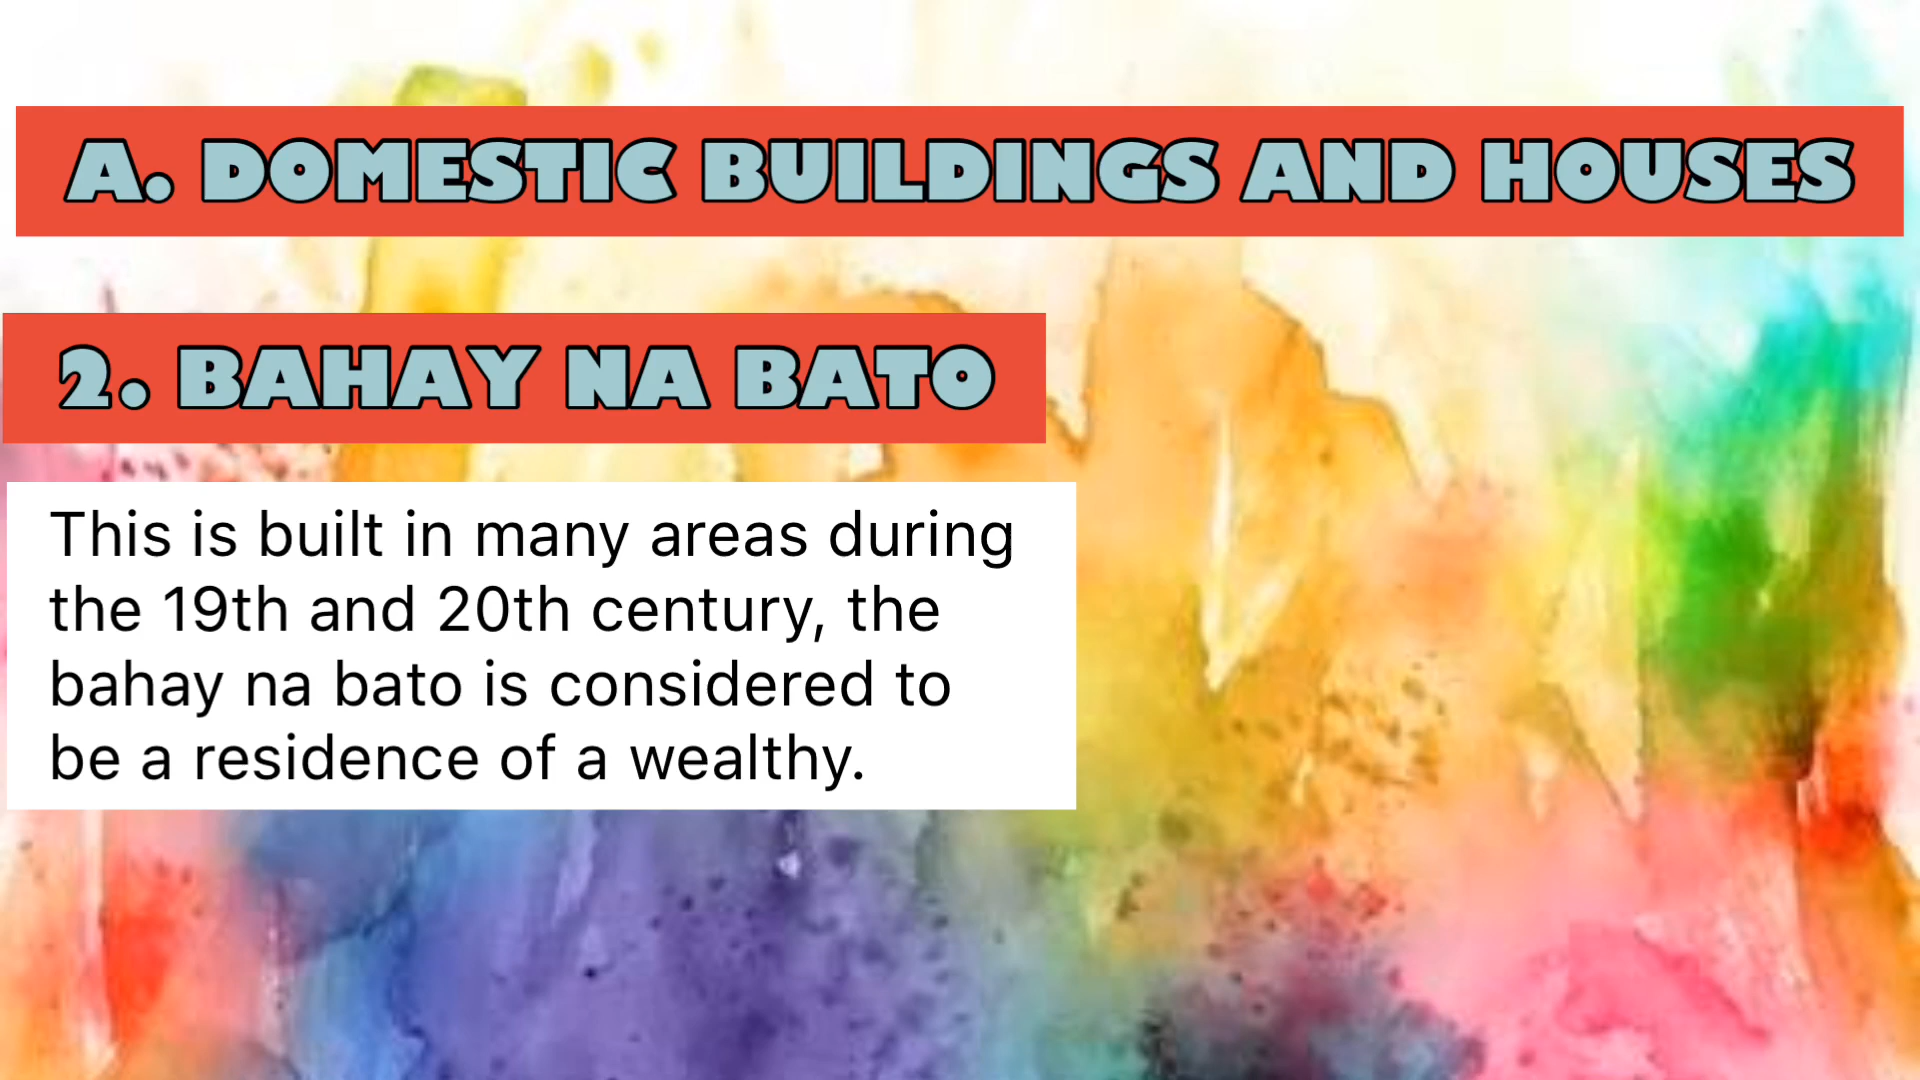 A. DOMESTIC BUILDINGS AND HOUSES
2. BAHAY NA BATO
This is built in many areas during
the 19th and 20th century, the
bahay na bato is considered to
be a residence of a wealthy.